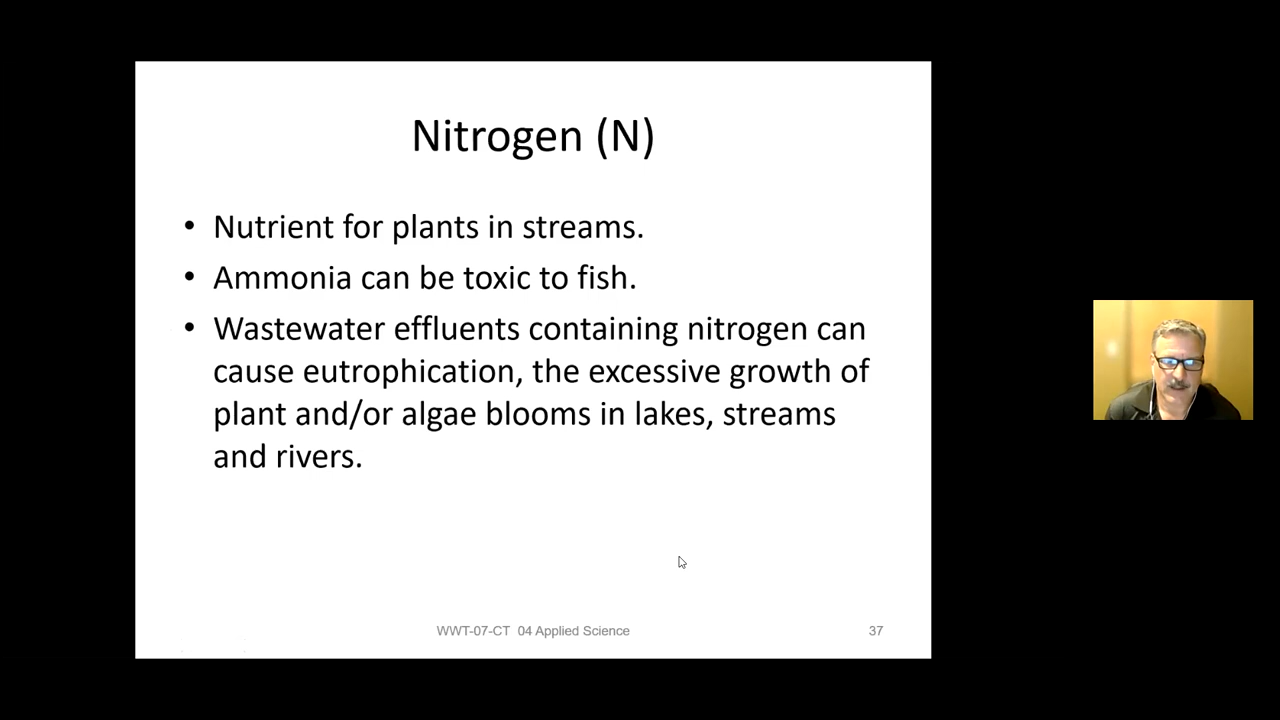 Nitrogen (N)
• Nutrient for plants in streams.
• Ammonia can be toxic to fish.
• Wastewater effluents containing nitrogen can
cause eutrophication, the excessive growth of
plant and/or algae blooms in lakes, streams
and rivers.
WWT-07-CT 04 Applied Science
37